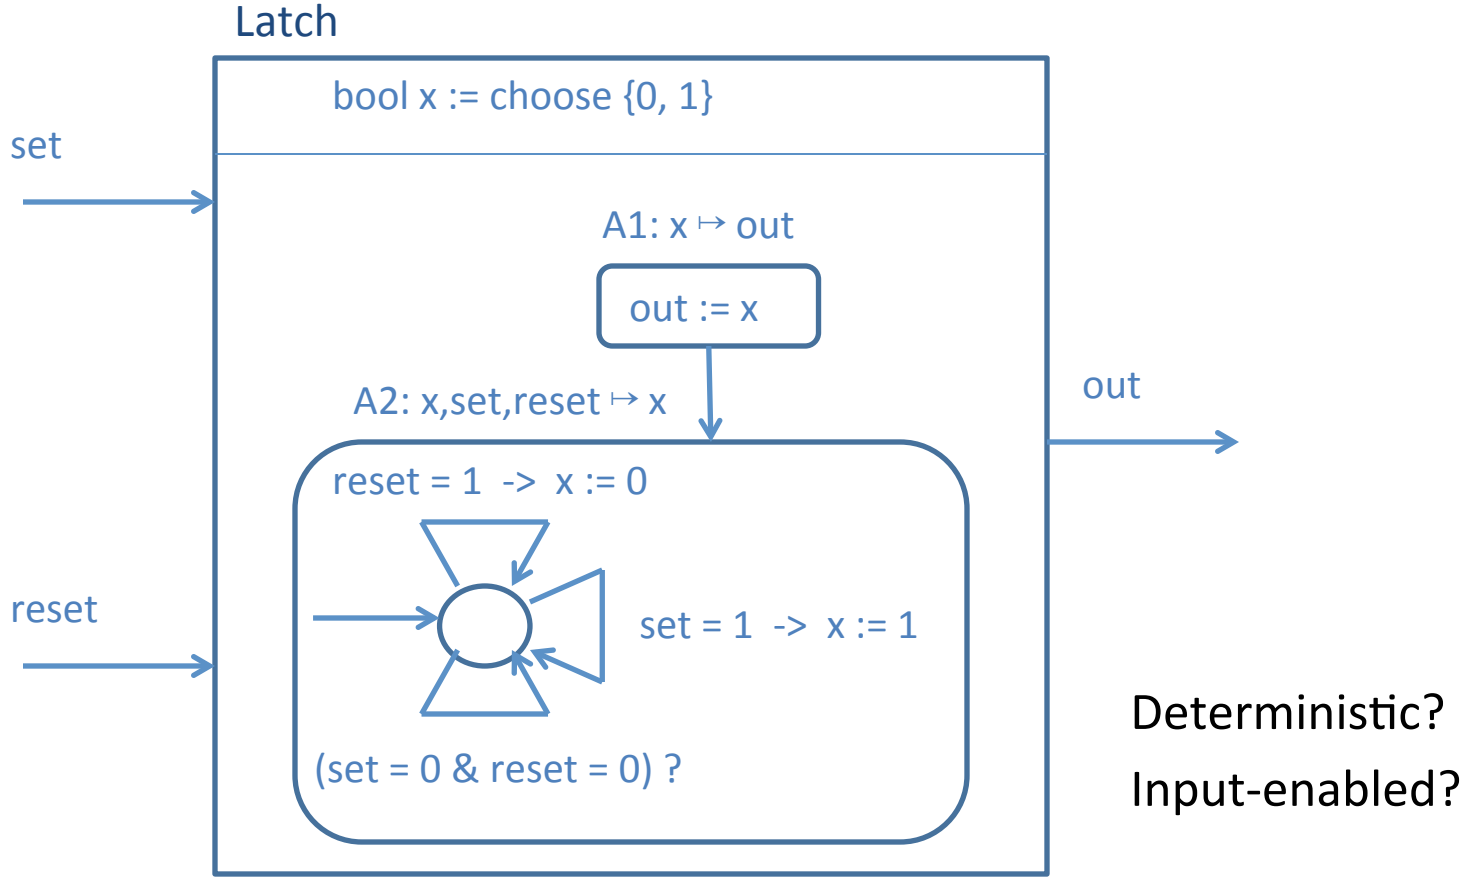 Latch
bool x := choose {0, 1}
set
A1: x ↦ out
out := x
out
A2: x,set,reset ↦ x
reset = 1 -> x := 0
reset
set = 1 -> x := 1
(set = 0 & reset = 0) ?
Deterministic?
Input-enabled?